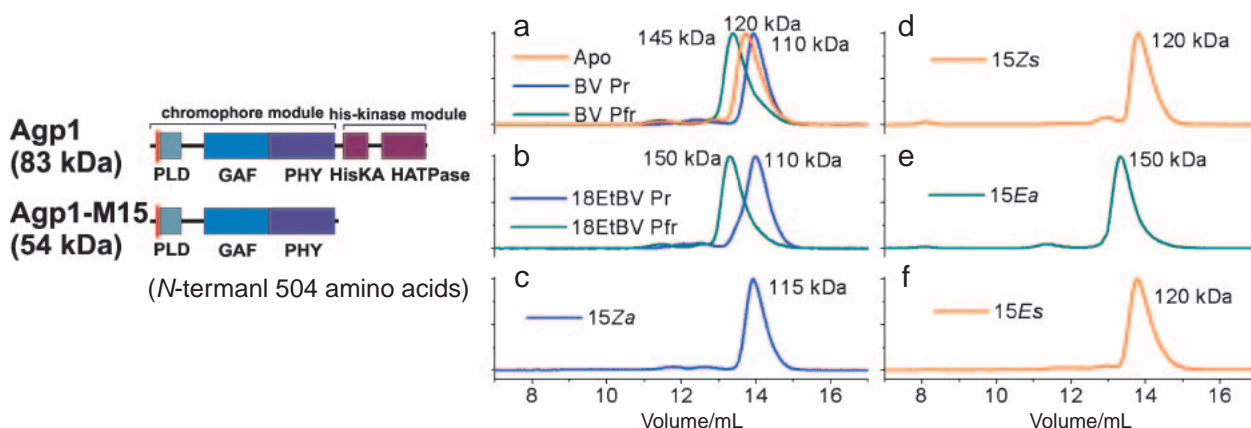 chromophore module his-kinase module
Agp1
(83 kDa)
PLD GAF PHY HisKA HATPase
Agp1-M15
(54 kDa)
PLD GAF PHY
(N-termanl 504 amino acids)
a
145 kDa 120 kDa 110 kDa
Apo
BV Pr
BV Pfr
b
150 kDa 110 kDa
18EtBV Pr
18EtBV Pfr
c
115 kDa
15Za
8 10 12 14 16
Volume/mL
d
120 kDa
15Zs
e
150 kDa
15Ea
f
120 kDa
15Es
8 10 12 14 16
Volume/mL